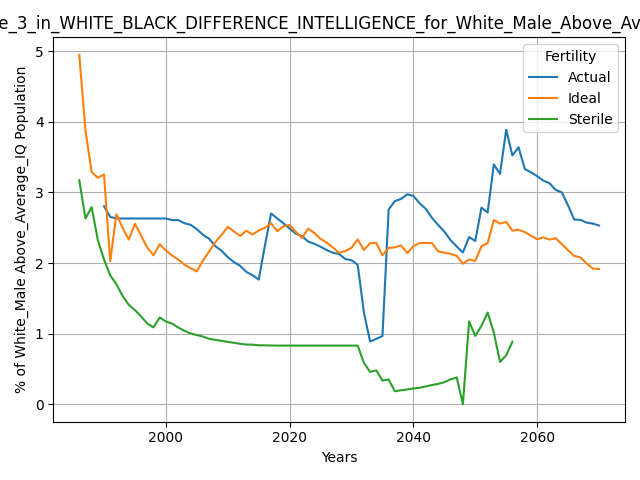 e_3_in_WHITE_BLACK_DIFFERENCE_INTELLIGENCE_for_White_Male_Above_Av
Fertility
Actual
Ideal
Sterile
% of White_Male Above_Average_IQ Population
5
4
3
2
1
0
2000
2020
2040
2060
Years